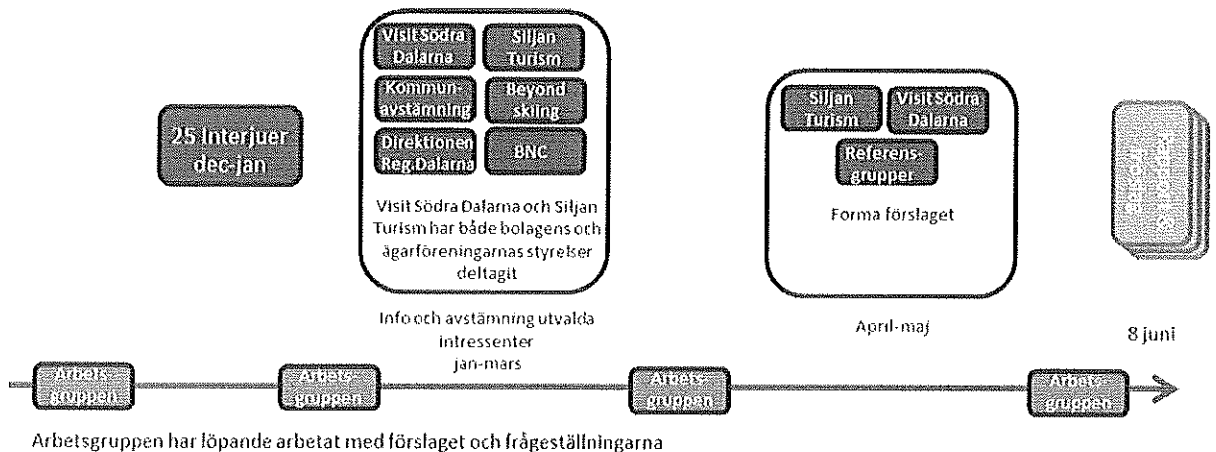 Visit Södra
Dalarna
Siljan
Turism
Kommun-
avstämning
Beyond
skiing
Direktionen
Reg.Dalarna
BNC
25 Interjuer
dec-jan
Visit Södra Dalarna och Siljan
Turism har både bolagens och
ägarföreningarnas styrelser
deltagit
Info och avstämning utvalda
intressenter
jan-mars
Siljan
Turism
Visit Södra
Dalarna
Referens-
grupper
Forma förslaget
April-maj
8 juni
Arbets-
gruppen
Arbets-
gruppen
Arbets-
gruppen
Arbets-
gruppen
Arbetsgruppen har löpande arbetat med förslaget och frågeställningarna